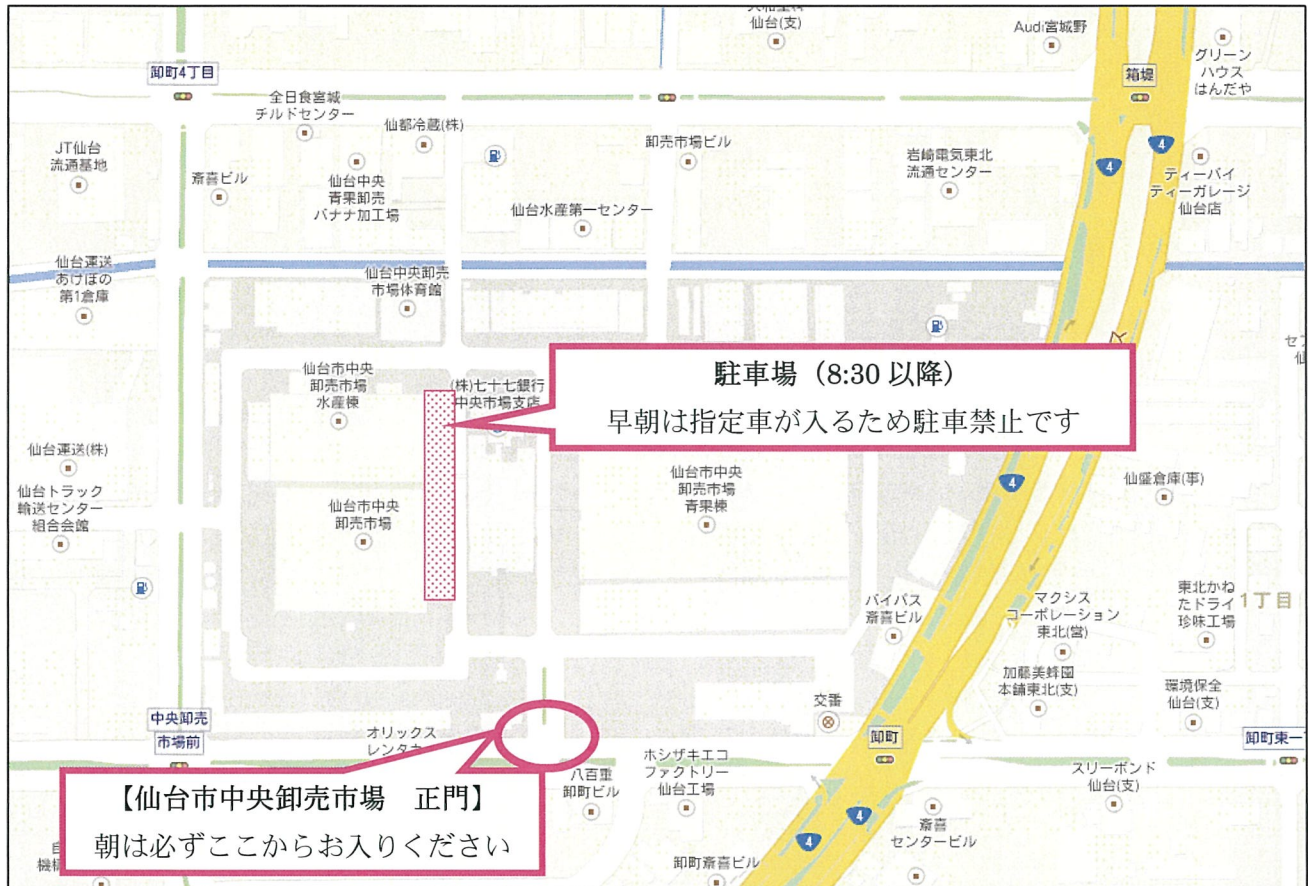 仙台(支)
Audi宮城野
グリーン
ハウス
はんだや
卸町4丁目
箱堤
全日食宮城
チルドセンター
仙都冷蔵(株)
卸売市場ビル
JT仙台
流通基地
斎喜ビル
仙台中央
青果卸売
バナナ加工場
岩崎電気東北
流通センター
4
4
ティーバイ
ティーガレージ
仙台店
仙台水産第一センター
仙台運送
あけぼの
第1倉庫
仙台中央卸売
市場体育館
仙台市中央
卸売市場
水産棟
(株)七十七銀行
中央市場支店
駐車場（8:30 以降）
早朝は指定車が入るため駐車禁止です
仙台運送(株)
仙台トラック
輸送センター
組合会館
仙台市中央
卸売市場
仙台市中央
卸売市場
青果棟
4
仙盛倉庫(事)
バイパス
斎喜ビル
マクシス
コーポレーション
東北(営)
東北かね
たドライ
珍味工場
1丁目
加藤美蜂園
本舗東北(支)
環境保全
仙台(支)
交番
中央卸売
市場前
オリックス
レンタカ
卸町
卸町東一
八百重
卸町ビル
ホシザキエコ
ファクトリー
仙台工場
スリーボンド
仙台(支)
【仙台市中央卸売市場　正門】
朝は必ずここからお入りください
4
4
斎喜
センタービル
卸町斎喜ビル